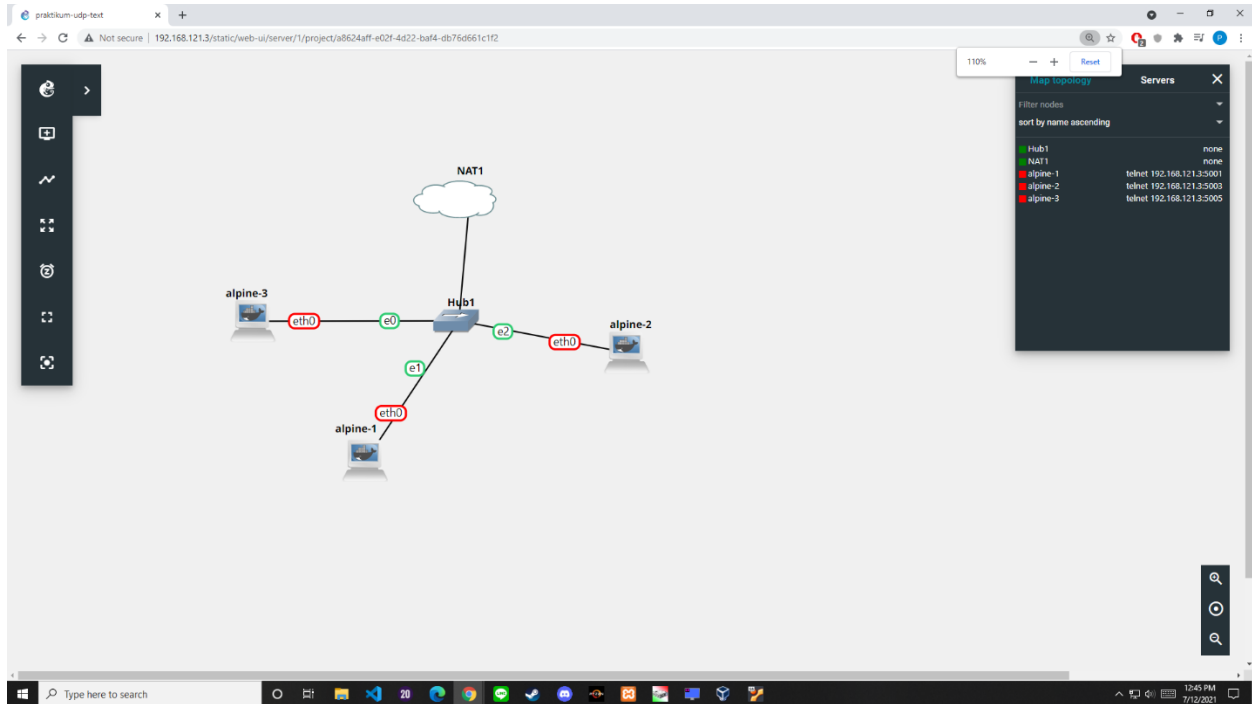 praktikum-udp-text
Not secure | 192.168.121.3/static/web-ui/server/1/project/a8624aff-e02f-4d22-baf4-db76d661c1f2
110%
Reset
Map topology Servers
Filter nodes
sort by name ascending
Hub1 none
NAT1 none
alpine-1 telnet 192.168.121.3:5001
alpine-2 telnet 192.168.121.3:5003
alpine-3 telnet 192.168.121.3:5005
NAT1
alpine-3
Hub1
eth0
e0
alpine-2
e2
eth0
e1
eth0
alpine-1
Type here to search
20
12:45 PM
7/12/2021